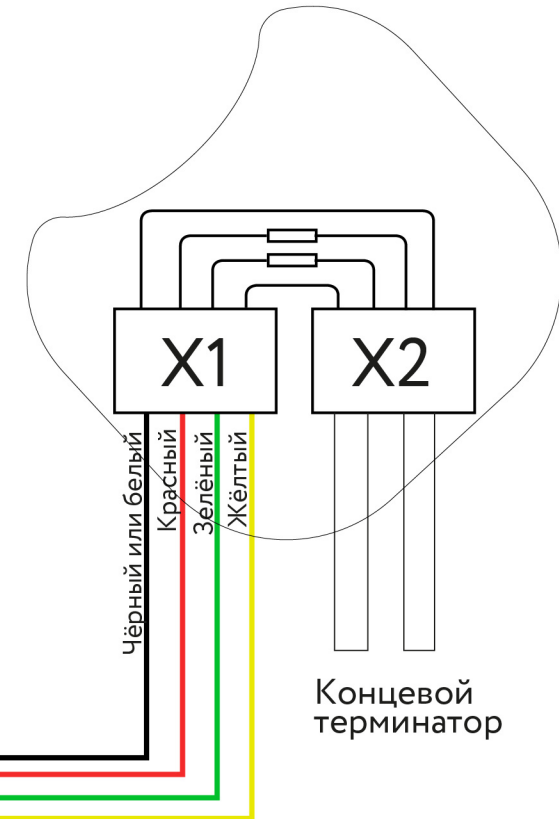 X1
X2
Чёрный или белый
Красный
Зелёный
Жёлтый
Концевой
терминатор